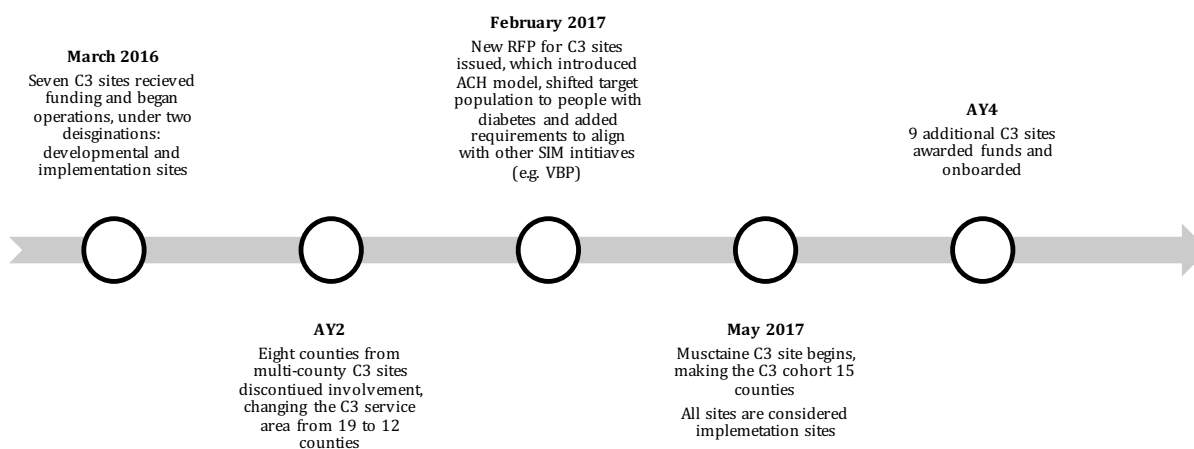 March 2016
Seven C3 sites recieved
funding and began
operations, under two
deisginations:
developmental and
implementation sites
AY2
Eight counties from
multi-county C3 sites
discontiued involvement,
changing the C3 service
area from 19 to 12
counties
February 2017
New RFP for C3 sites
issued, which introduced
ACH model, shifted target
population to people with
diabetes and added
requirements to align
with other SIM intitiaves
(e.g. VBP)
May 2017
Musctaine C3 site begins,
making the C3 cohort 15
counties
All sites are considered
implemetation sites
AY4
9 additional C3 sites
awarded funds and
onboarded